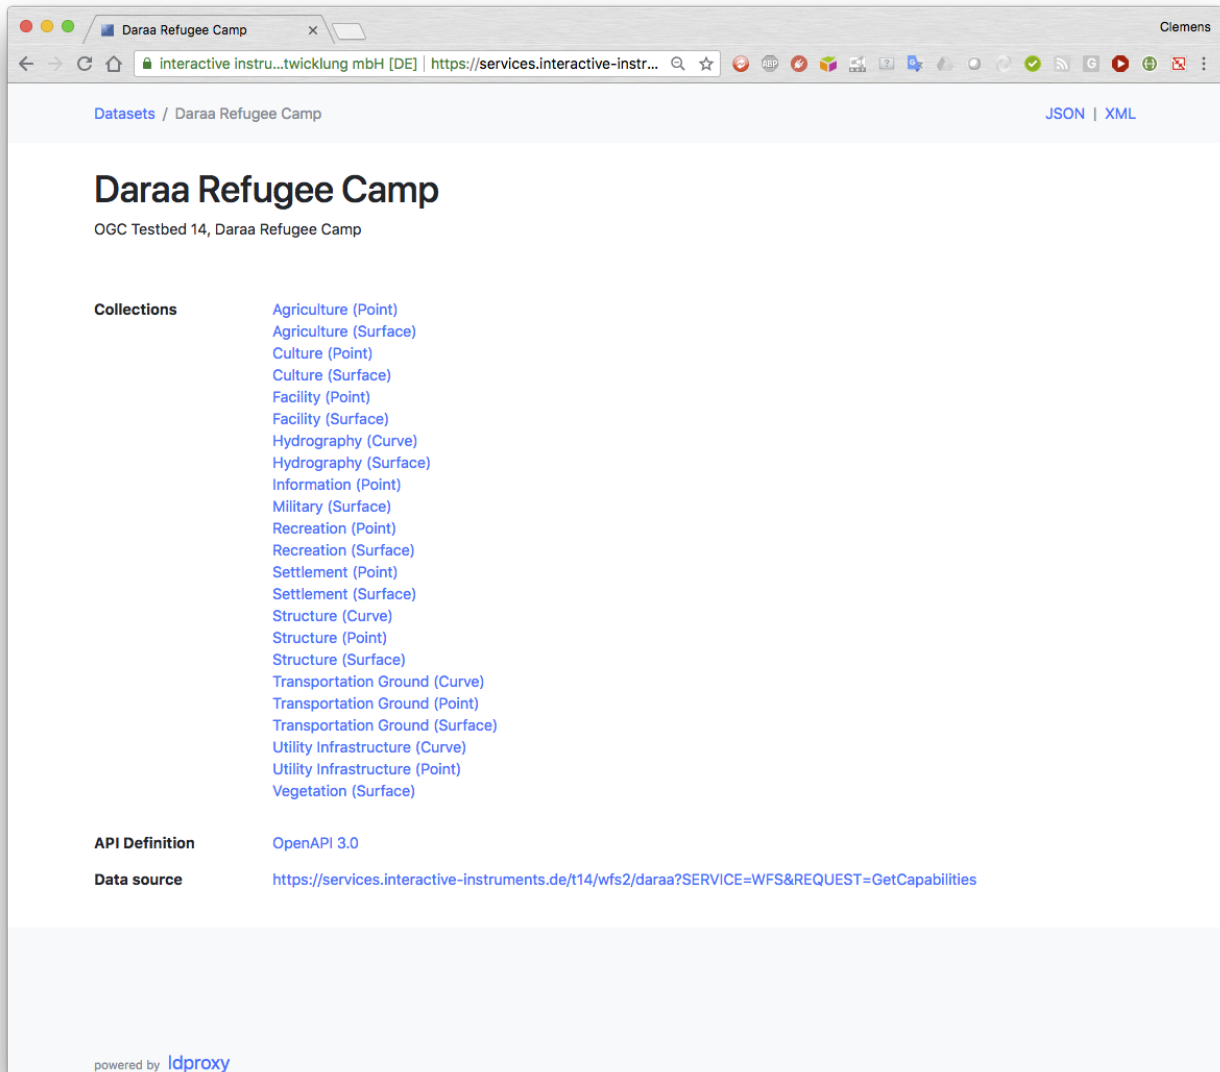 Daraa Refugee Camp
Clemens
interactive instru...twicklung mbH [DE] | https://services.interactive-instr...
Datasets / Daraa Refugee Camp
JSON | XML
Daraa Refugee Camp
OGC Testbed 14, Daraa Refugee Camp
Collections
Agriculture (Point)
Agriculture (Surface)
Culture (Point)
Culture (Surface)
Facility (Point)
Facility (Surface)
Hydrography (Curve)
Hydrography (Surface)
Information (Point)
Military (Surface)
Recreation (Point)
Recreation (Surface)
Settlement (Point)
Settlement (Surface)
Structure (Curve)
Structure (Point)
Structure (Surface)
Transportation Ground (Curve)
Transportation Ground (Point)
Transportation Ground (Surface)
Utility Infrastructure (Curve)
Utility Infrastructure (Point)
Vegetation (Surface)
API Definition OpenAPI 3.0
Data source https://services.interactive-instruments.de/t14/wfs2/daraa?SERVICE=WFS&REQUEST=GetCapabilities
powered by ldproxy